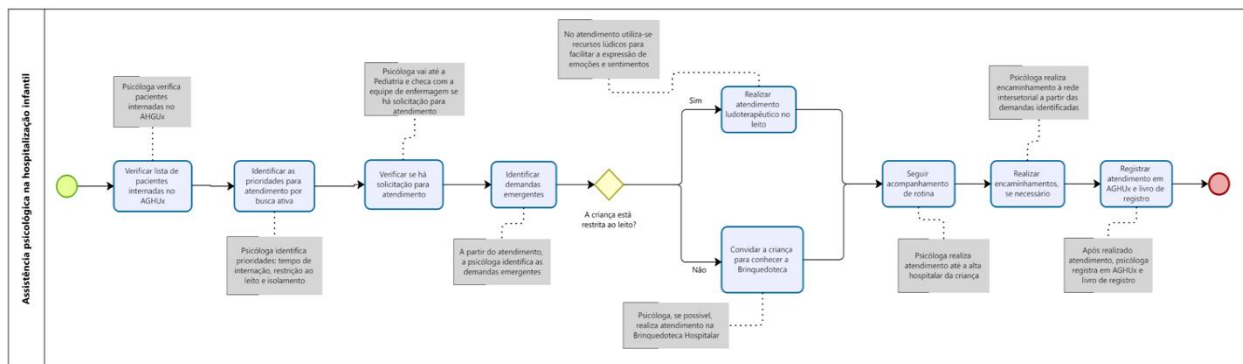 Assistência psicológica na hospitalização infantil
Psicóloga verifica
pacientes
internadas no
AHGUx
Verificar lista de
pacientes
internadas no
AGHUx
Identificar as
prioridades para
atendimento por
busca ativa
Psicóloga identifica
prioridades: tempo de
internação, restrição ao
leito e isolamento
Psicóloga vai até a
Pediatria e checa com a
equipe de enfermagem se
há solicitação para
atendimento
Verificar se há
solicitação para
atendimento
Identificar
demandas
emergentes
A partir do atendimento,
a psicóloga identifica as
demandas emergentes
A criança está
restrita ao leito?
Sim
Não
No atendimento utiliza-se
recursos lúdicos para
facilitar a expressão de
emoções e sentimentos
Realizar
atendimento
ludoterapêutico no
leito
Convidar a criança
para conhecer a
Brinquedoteca
Psicóloga, se possível,
realiza atendimento na
Brinquedoteca Hospitalar
Seguir
acompanhamento
de rotina
Psicóloga realiza
atendimento até a alta
hospitalar da criança
Psicóloga realiza
encaminhamento à rede
intersetorial a partir das
demandas identificadas
Realizar
encaminhamentos,
se necessário
Registrar
atendimento em
AGHUx e livro de
registro
Após realizado
atendimento, psicóloga
registra em AGHUx e
livro de registro